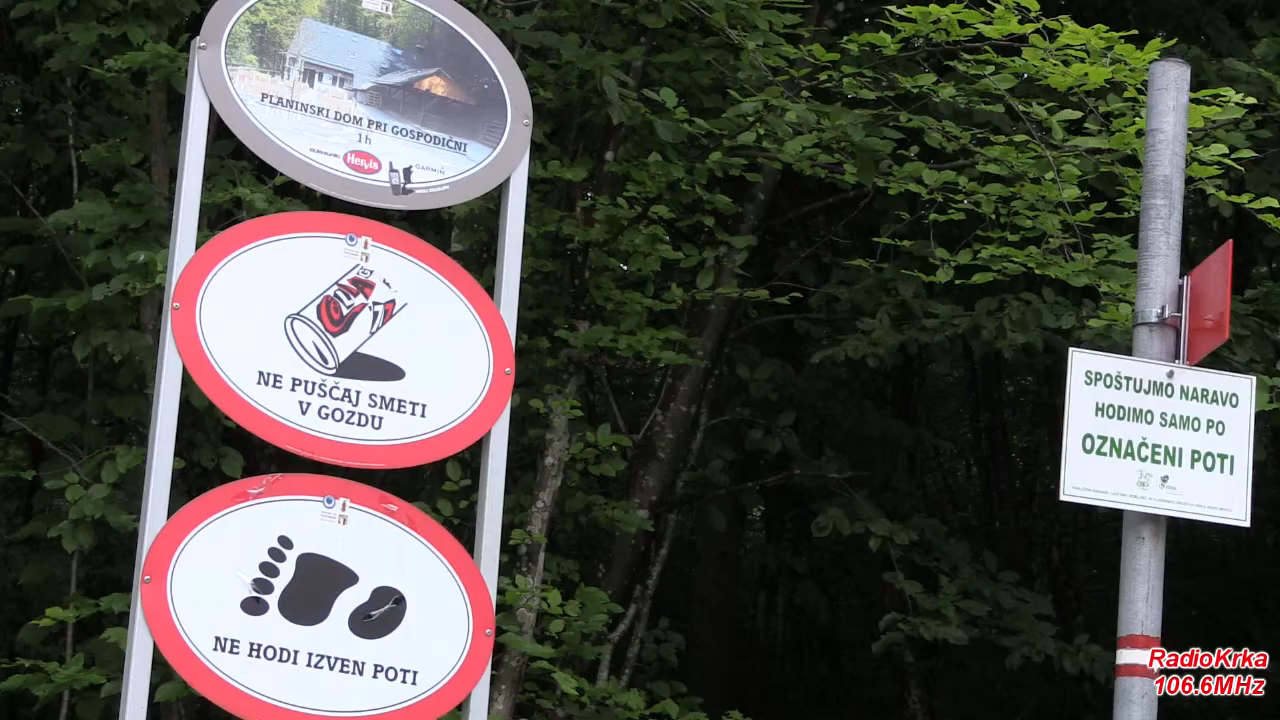 PLANINSKI DOM PRI GOSPODIČNI
1h
Hervis
GARMIN
NE PUŠČAJ SMETI
V GOZDU
NE HODI IZVEN POTI
SPOŠTUJMO NARAVO
HODIMO SAMO PO
OZNAČENI POTI
RadioKrka
106.6MHz